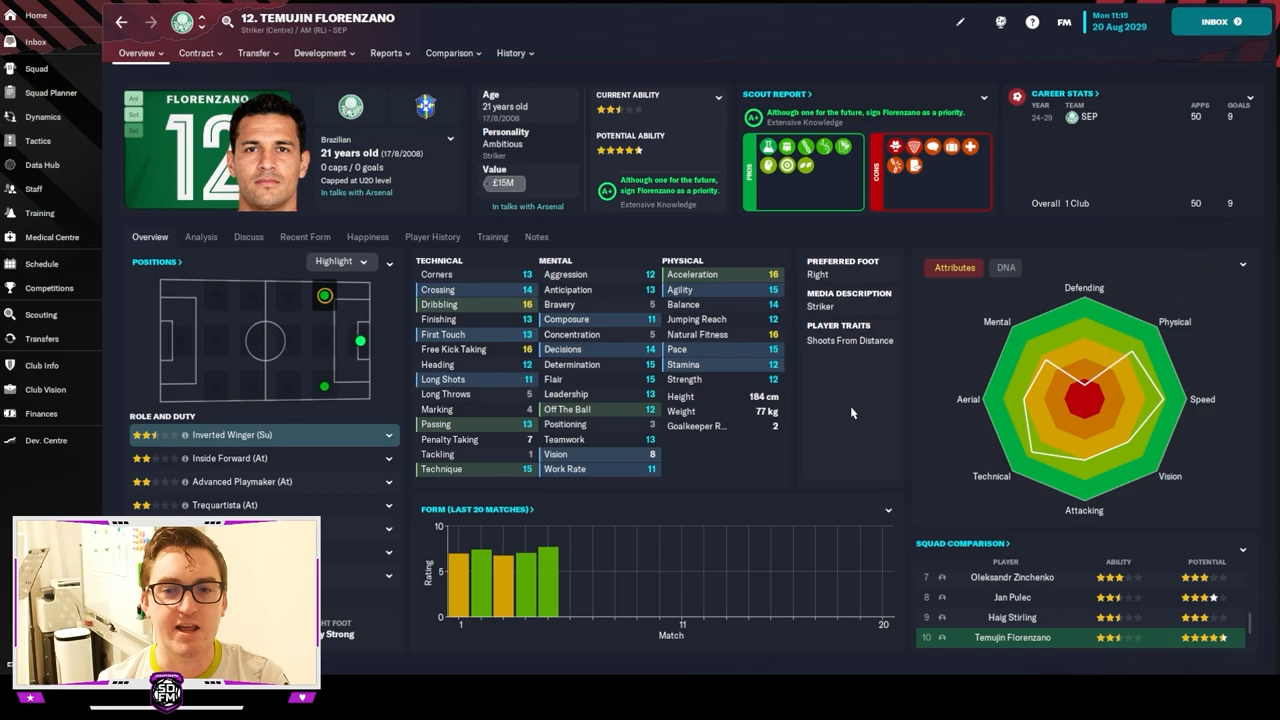 Home
Inbox
Squad
Squad Planner
Dynamics
Tactics
Data Hub
Staff
Training
Medical Centre
Schedule
Competitions
Scouting
Transfers
Club Info
Club Vision
Finances
Dev. Centre
12. TEMUJIN FLORENZANO
Striker (Centre) / AM (RL) - SEP
FM
Mon 11:15
20 Aug 2029
INBOX
Overview Contract Transfer Development Reports Comparison History
FLORENZANO
12
Brazilian
21 years old (17/8/2008)
0 caps / 0 goals
Capped at U20 level
In talks with Arsenal
Age
21 years old
17/8/2008
Personality
Ambitious
Striker
Value
£15M
In talks with Arsenal
CURRENT ABILITY
POTENTIAL ABILITY
A+
Although one for the future, sign Florenzano as a priority.
Extensive Knowledge
SCOUT REPORT
A+
Although one for the future, sign Florenzano as a priority.
Extensive Knowledge
PROS
CONS
CAREER STATS
YEAR TEAM APPS GOALS
24-29 SEP 50 9
Overall 1 Club 50 9
Overview Analysis Discuss Recent Form Happiness Player History Training Notes
POSITIONS
Highlight
ROLE AND DUTY
Inverted Winger (Su)
Inside Forward (At)
Advanced Playmaker (At)
Trequartista (At)
TECHNICAL
Corners 13
Crossing 14
Dribbling 16
Finishing 13
First Touch 13
Free Kick Taking 16
Heading 12
Long Shots 11
Long Throws 5
Marking 4
Passing 13
Penalty Taking 7
Tackling 1
Technique 15
MENTAL
Aggression 12
Anticipation 13
Bravery 5
Composure 11
Concentration 5
Decisions 14
Determination 15
Flair 15
Leadership 13
Off The Ball 12
Positioning 3
Teamwork 13
Vision 8
Work Rate 11
PHYSICAL
Acceleration 16
Agility 15
Balance 14
Jumping Reach 12
Natural Fitness 16
Pace 15
Stamina 12
Strength 12
Height 184 cm
Weight 77 kg
Goalkeeper R... 2
PREFERRED FOOT
Right
MEDIA DESCRIPTION
Striker
PLAYER TRAITS
Shoots From Distance
Attributes DNA
Defending
Physical
Speed
Vision
Attacking
Technical
Aerial
Mental
FORM (LAST 20 MATCHES)
Rating
10
5
0
1 11 20
Match
SQUAD COMPARISON
PLAYER ABILITY POTENTIAL
7 Oleksandr Zinchenko
8 Jan Pulec
9 Haig Stirling
10 Temujin Florenzano
HT FOOT
y Strong
SD
FM